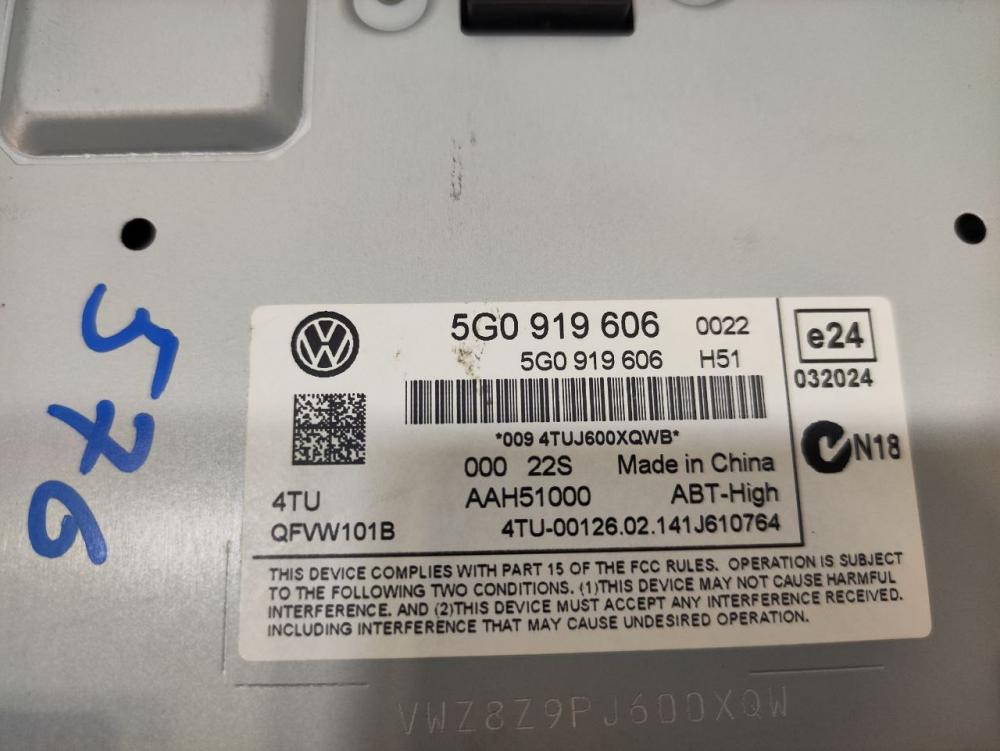 576
5G0 919 606 0022
5G0 919 606 H51
*009 4TUJ600XQWB*
000 22S Made in China
4TU AAH51000 ABT-High
QFVW101B 4TU-00126.02.141J610764
e24
032024
N18
THIS DEVICE COMPLIES WITH PART 15 OF THE FCC RULES. OPERATION IS SUBJECT
TO THE FOLLOWING TWO CONDITIONS. (1)THIS DEVICE MAY NOT CAUSE HARMFUL
INTERFERENCE. AND (2)THIS DEVICE MUST ACCEPT ANY INTERFERENCE RECEIVED.
INCLUDING INTERFERENCE THAT MAY CAUSE UNDESIRED OPERATION.
VWZ8Z9PJ600XQW